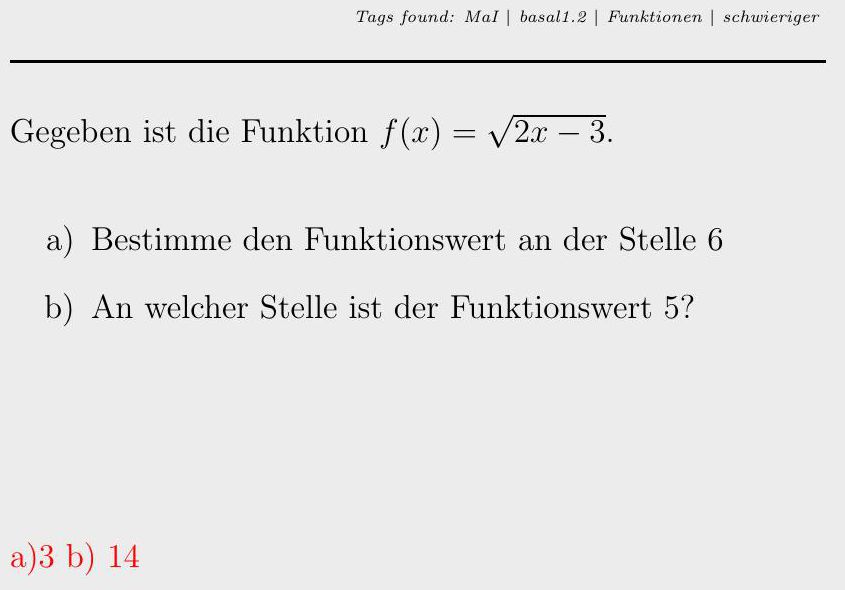 Tags found: MaI | basal1.2 | Funktionen | schwieriger
Gegeben ist die Funktion f(x) = √(2x − 3).
a) Bestimme den Funktionswert an der Stelle 6
b) An welcher Stelle ist der Funktionswert 5?
a)3 b) 14